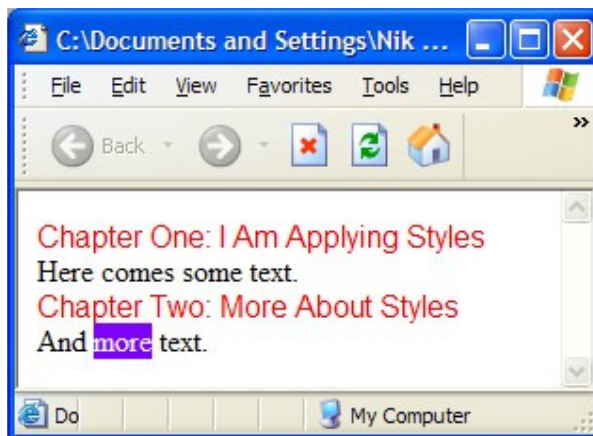 C:\Documents and Settings\Nik ...
File Edit View Favorites Tools Help
Back »
Chapter One: I Am Applying Styles
Here comes some text.
Chapter Two: More About Styles
And more text.
Do My Computer